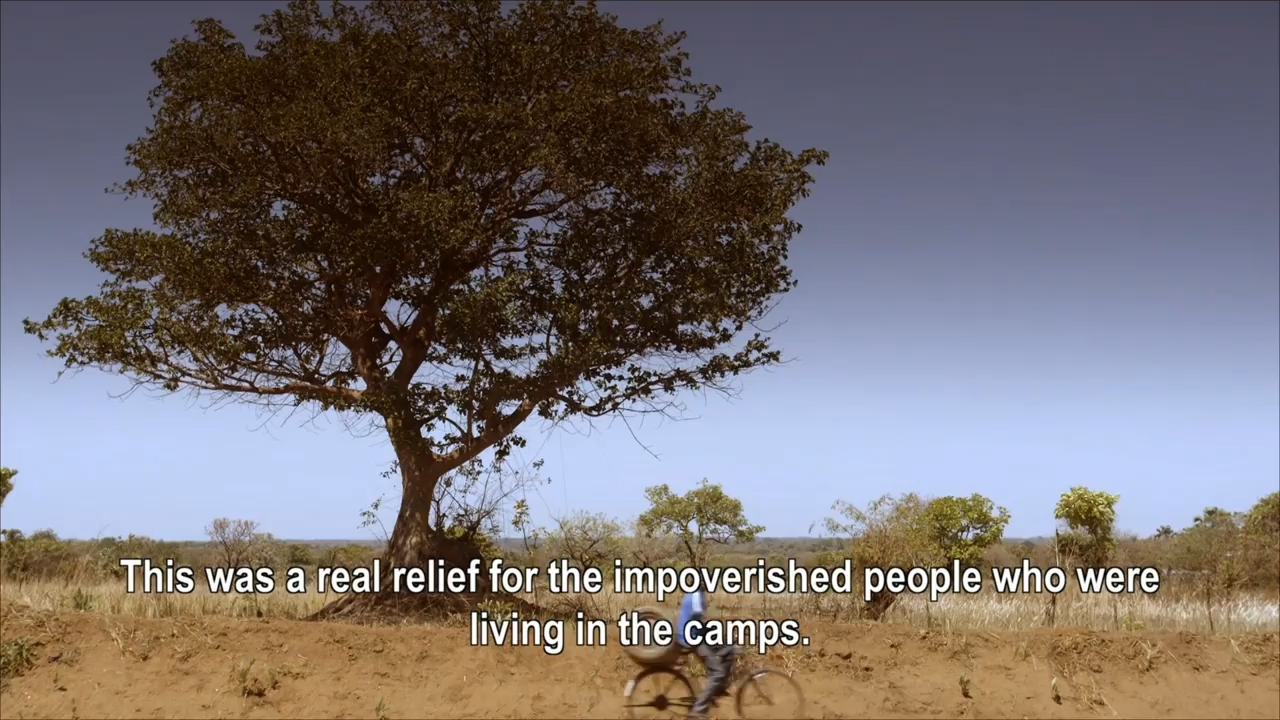 This was a real relief for the impoverished people who were
living in the camps.